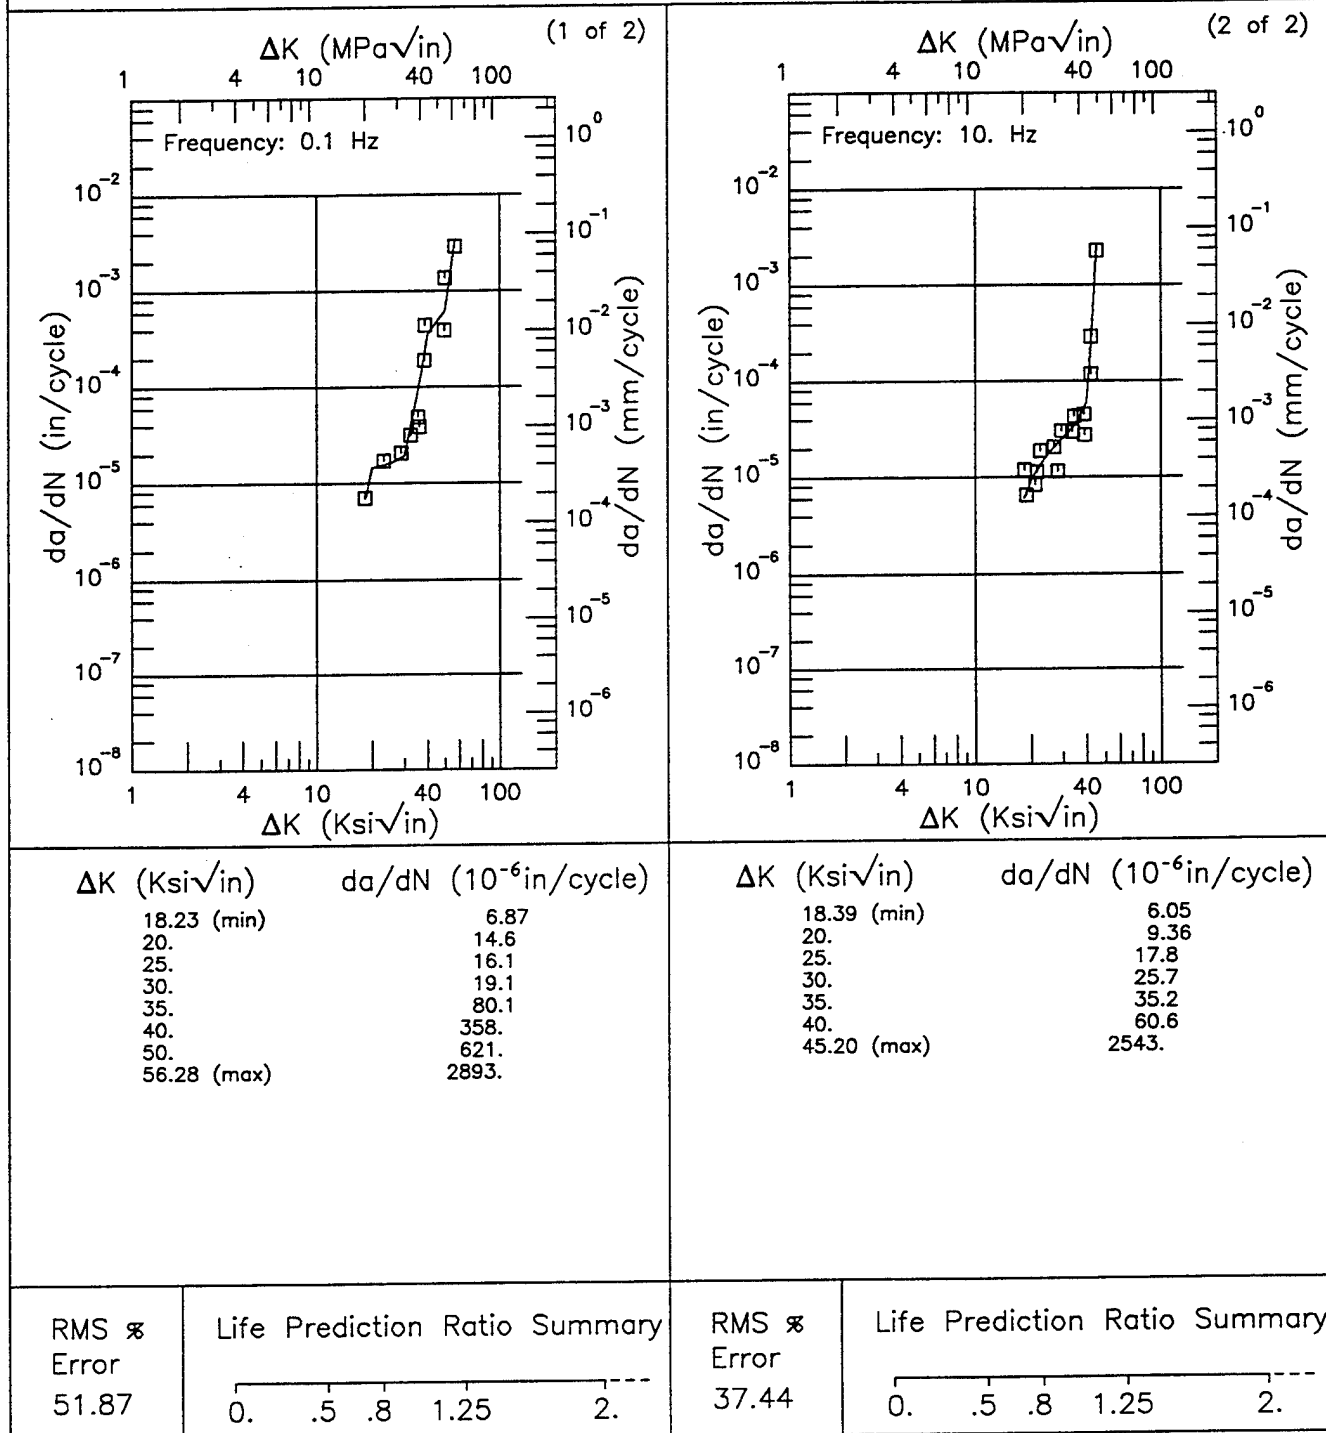 (1 of 2)
ΔK (MPa√in)
1 4 10 40 100
Frequency: 0.1 Hz
10⁰
10⁻¹
10⁻²
10⁻³
10⁻⁴
10⁻⁵
10⁻⁶
da/dN (mm/cycle)
10⁻²
10⁻³
10⁻⁴
10⁻⁵
10⁻⁶
10⁻⁷
10⁻⁸
da/dN (in/cycle)
1 4 10 40 100
ΔK (Ksi√in)
ΔK (Ksi√in) da/dN (10⁻⁶in/cycle)
18.23 (min) 6.87
20. 14.6
25. 16.1
30. 19.1
35. 80.1
40. 358.
50. 621.
56.28 (max) 2893.
RMS %
Error
51.87
Life Prediction Ratio Summary
0. .5 .8 1.25 2.
(2 of 2)
ΔK (MPa√in)
1 4 10 40 100
Frequency: 10. Hz
10⁰
10⁻¹
10⁻²
10⁻³
10⁻⁴
10⁻⁵
10⁻⁶
da/dN (mm/cycle)
10⁻²
10⁻³
10⁻⁴
10⁻⁵
10⁻⁶
10⁻⁷
10⁻⁸
da/dN (in/cycle)
1 4 10 40 100
ΔK (Ksi√in)
ΔK (Ksi√in) da/dN (10⁻⁶in/cycle)
18.39 (min) 6.05
20. 9.36
25. 17.8
30. 25.7
35. 35.2
40. 60.6
45.20 (max) 2543.
RMS %
Error
37.44
Life Prediction Ratio Summary
0. .5 .8 1.25 2.